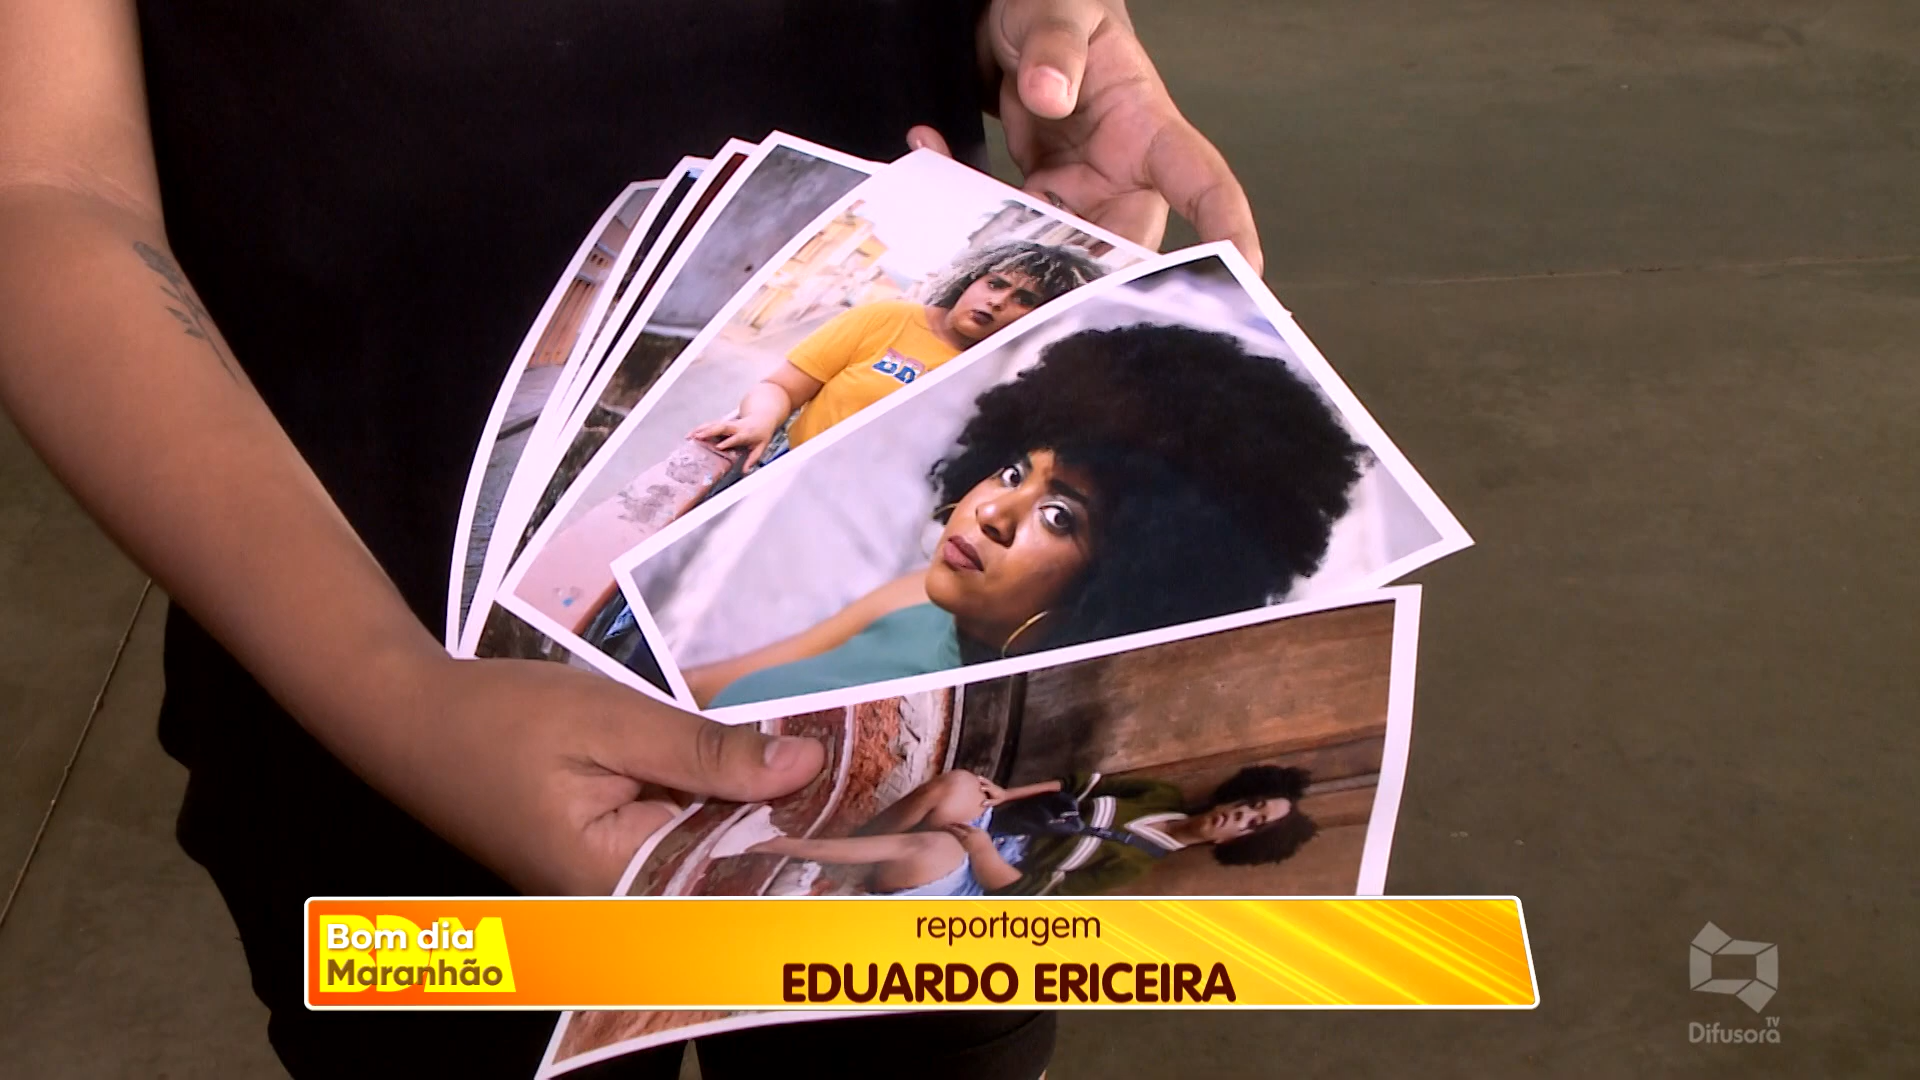 reportagem
Bom dia
Maranhão
EDUARDO ERICEIRA
TV
Difusora